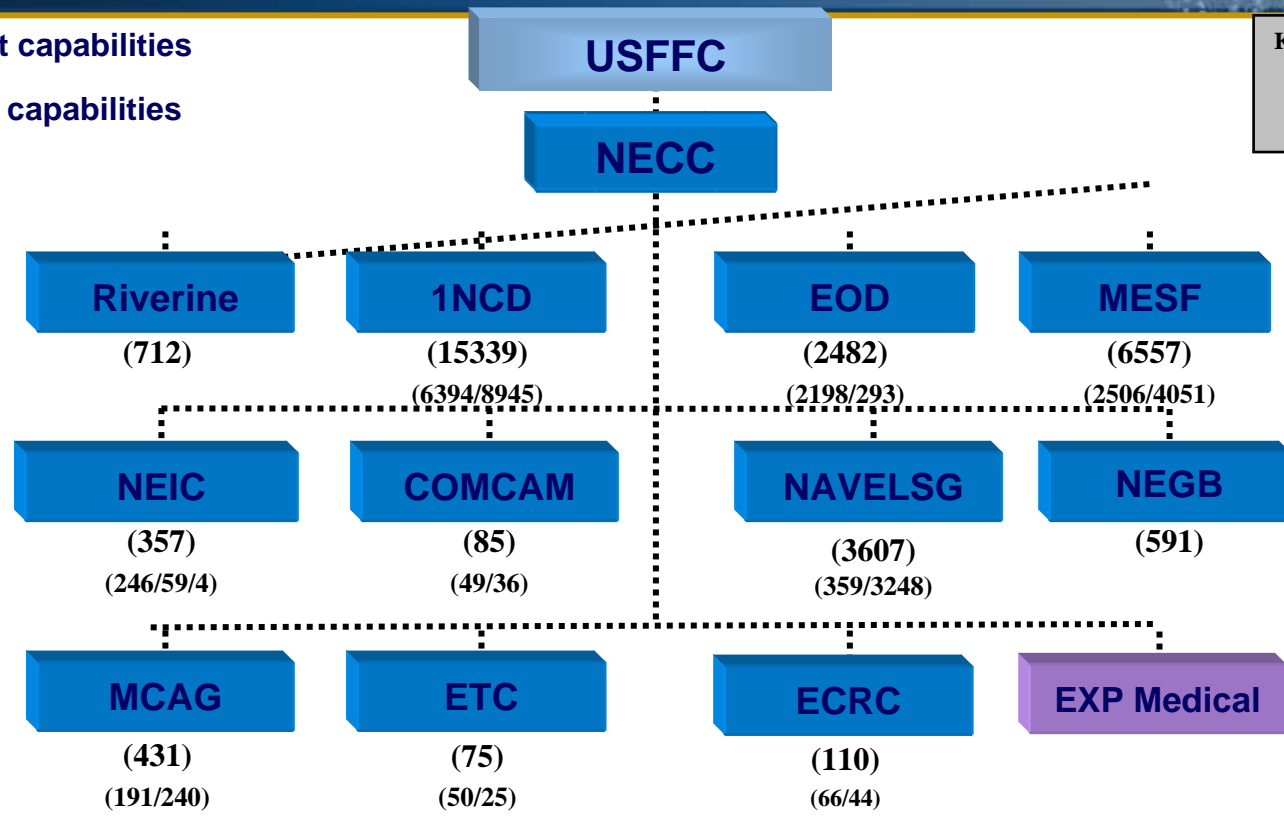 t capabilities
capabilities
USFFC
K
NECC
Riverine
1NCD
EOD
MESF
(712)
(15339)
(2482)
(6557)
(6394/8945)
(2198/293)
(2506/4051)
NEIC
COMCAM
NAVELSG
NEGB
(357)
(85)
(3607)
(591)
(246/59/4)
(49/36)
(359/3248)
MCAG
ETC
ECRC
EXP Medical
(431)
(75)
(110)
(191/240)
(50/25)
(66/44)